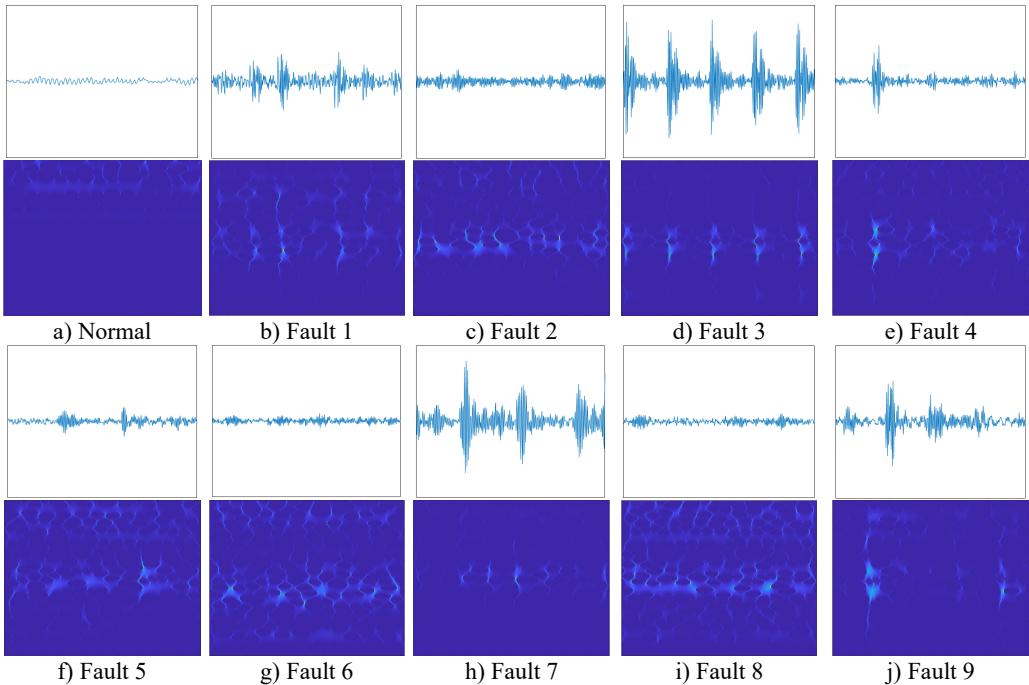 a) Normal
b) Fault 1
c) Fault 2
d) Fault 3
e) Fault 4
f) Fault 5
g) Fault 6
h) Fault 7
i) Fault 8
j) Fault 9